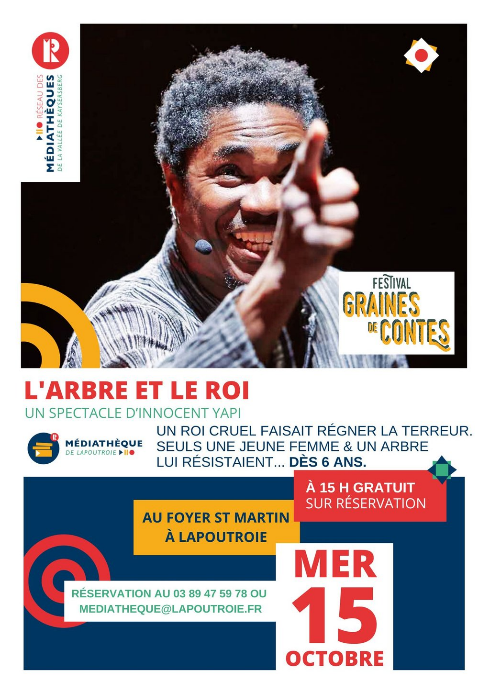 RÉSEAU DES
MÉDIATHÈQUES
DE LA VALLÉE DE KAYSERSBERG
FESTIVAL
GRAINES
DE CONTES
L'ARBRE ET LE ROI
UN SPECTACLE D'INNOCENT YAPI
MÉDIATHÈQUE
DE LAPOUTROIE
UN ROI CRUEL FAISAIT RÉGNER LA TERREUR.
SEULS UNE JEUNE FEMME & UN ARBRE
LUI RÉSISTAIENT... DÈS 6 ANS.
À 15 H GRATUIT
SUR RÉSERVATION
AU FOYER ST MARTIN
À LAPOUTROIE
RÉSERVATION AU 03 89 47 59 78 OU
MEDIATHEQUE@LAPOUTROIE.FR
MER
15
OCTOBRE